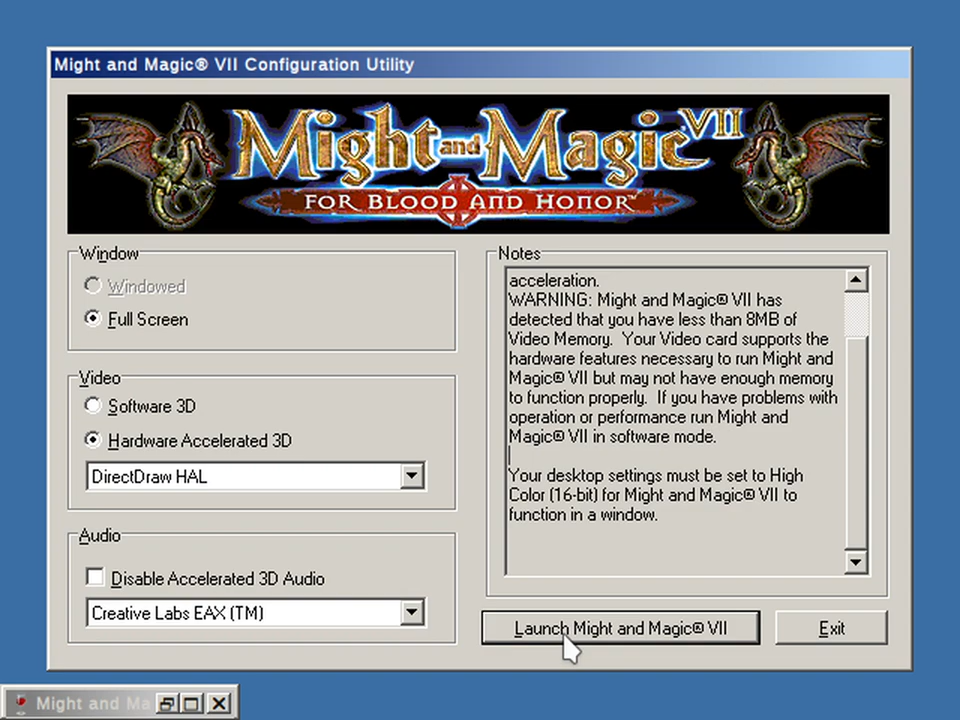 Might and Magic® VII Configuration Utility
Might and Magic VII
FOR BLOOD AND HONOR™
Window
Windowed
Full Screen
Video
Software 3D
Hardware Accelerated 3D
DirectDraw HAL
Audio
Disable Accelerated 3D Audio
Creative Labs EAX (TM)
Notes
acceleration.
WARNING: Might and Magic® VII has
detected that you have less than 8MB of
Video Memory. Your Video card supports the
hardware features necessary to run Might and
Magic® VII but may not have enough memory
to function properly. If you have problems with
operation or performance run Might and
Magic® VII in software mode.
Your desktop settings must be set to High
Color (16-bit) for Might and Magic® VII to
function in a window.
Launch Might and Magic® VII
Exit
Might and Ma